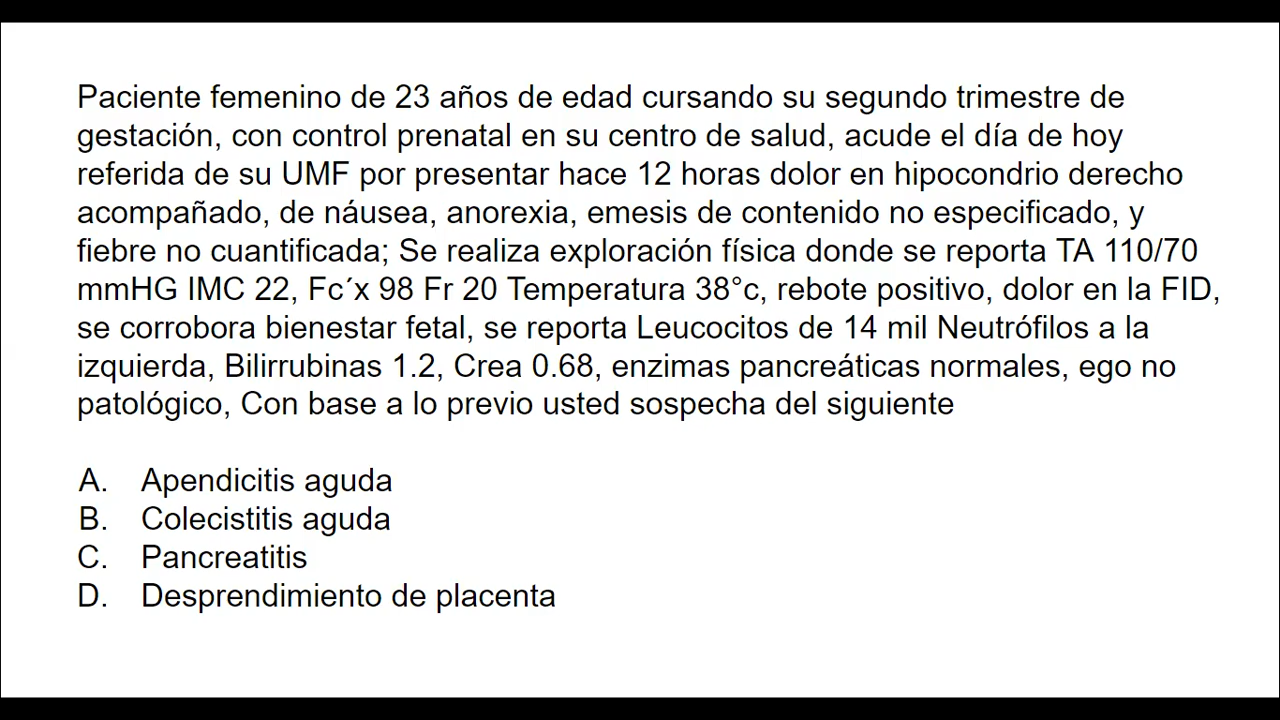 Paciente femenino de 23 años de edad cursando su segundo trimestre de
gestación, con control prenatal en su centro de salud, acude el día de hoy
referida de su UMF por presentar hace 12 horas dolor en hipocondrio derecho
acompañado, de náusea, anorexia, emesis de contenido no especificado, y
fiebre no cuantificada; Se realiza exploración física donde se reporta TA 110/70
mmHG IMC 22, Fc´x 98 Fr 20 Temperatura 38°c, rebote positivo, dolor en la FID,
se corrobora bienestar fetal, se reporta Leucocitos de 14 mil Neutrófilos a la
izquierda, Bilirrubinas 1.2, Crea 0.68, enzimas pancreáticas normales, ego no
patológico, Con base a lo previo usted sospecha del siguiente
A. Apendicitis aguda
B. Colecistitis aguda
C. Pancreatitis
D. Desprendimiento de placenta